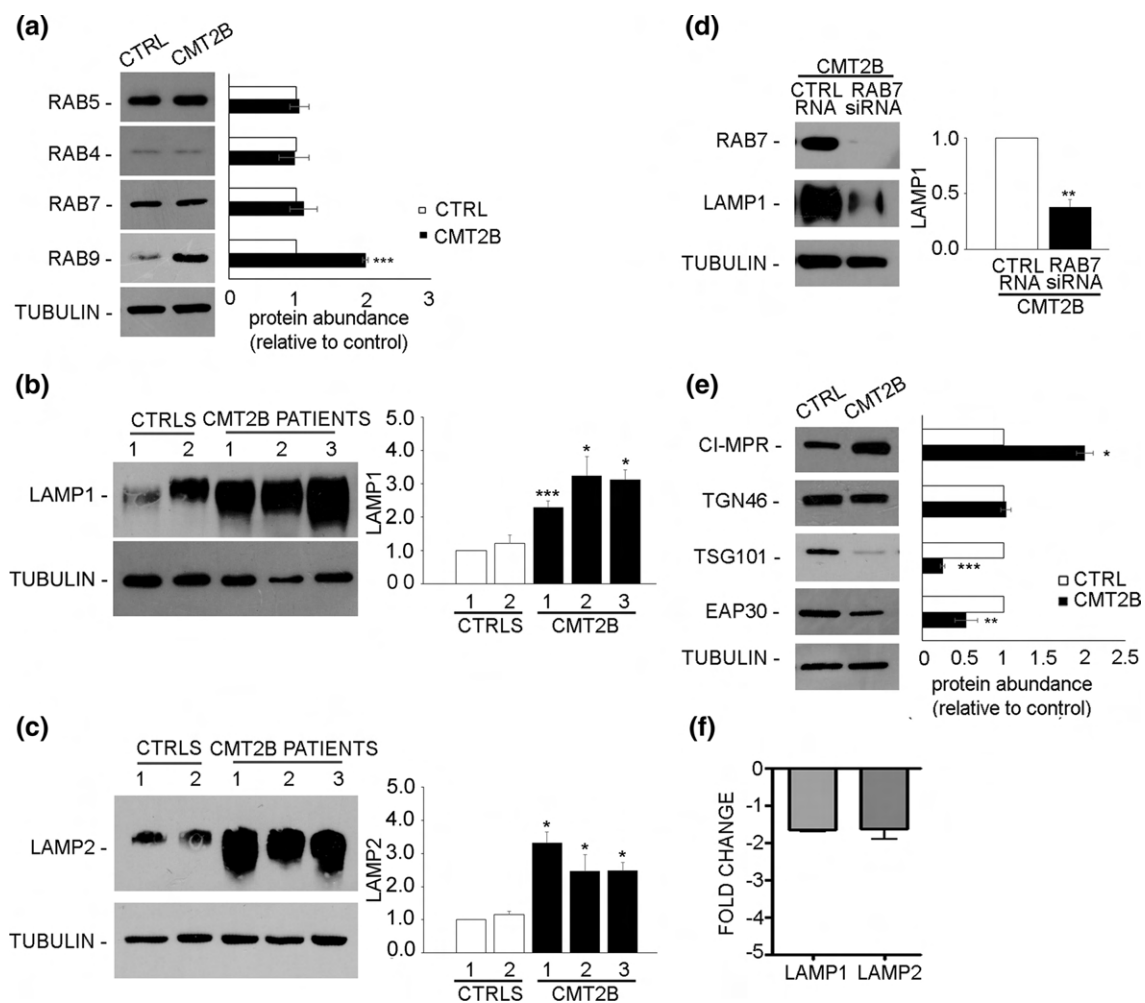 (a)
CTRL
CMT2B
RAB5 -
RAB4 -
RAB7 -
RAB9 -
TUBULIN -
***
0 1 2 3
protein abundance
(relative to control)
CTRL
CMT2B
(b)
CTRLS CMT2B PATIENTS
1 2 1 2 3
LAMP1 -
TUBULIN -
LAMP1
5.0
4.0
3.0
2.0
1.0
0.0
***
*
*
1 2 1 2 3
CTRLS CMT2B
(c)
CTRLS CMT2B PATIENTS
1 2 1 2 3
LAMP2 -
TUBULIN -
LAMP2
5.0
4.0
3.0
2.0
1.0
0.0
*
*
*
1 2 1 2 3
CTRLS CMT2B
(d)
CMT2B
CTRL RAB7
RNA siRNA
RAB7 -
LAMP1 -
TUBULIN -
LAMP1
1.0
0.5
0.0
**
CTRL RAB7
RNA siRNA
CMT2B
(e)
CTRL
CMT2B
CI-MPR -
TGN46 -
TSG101 -
EAP30 -
TUBULIN -
*
***
**
CTRL
CMT2B
0 0.5 1 1.5 2 2.5
protein abundance
(relative to control)
(f)
FOLD CHANGE
0
-1
-2
-3
-4
-5
LAMP1 LAMP2